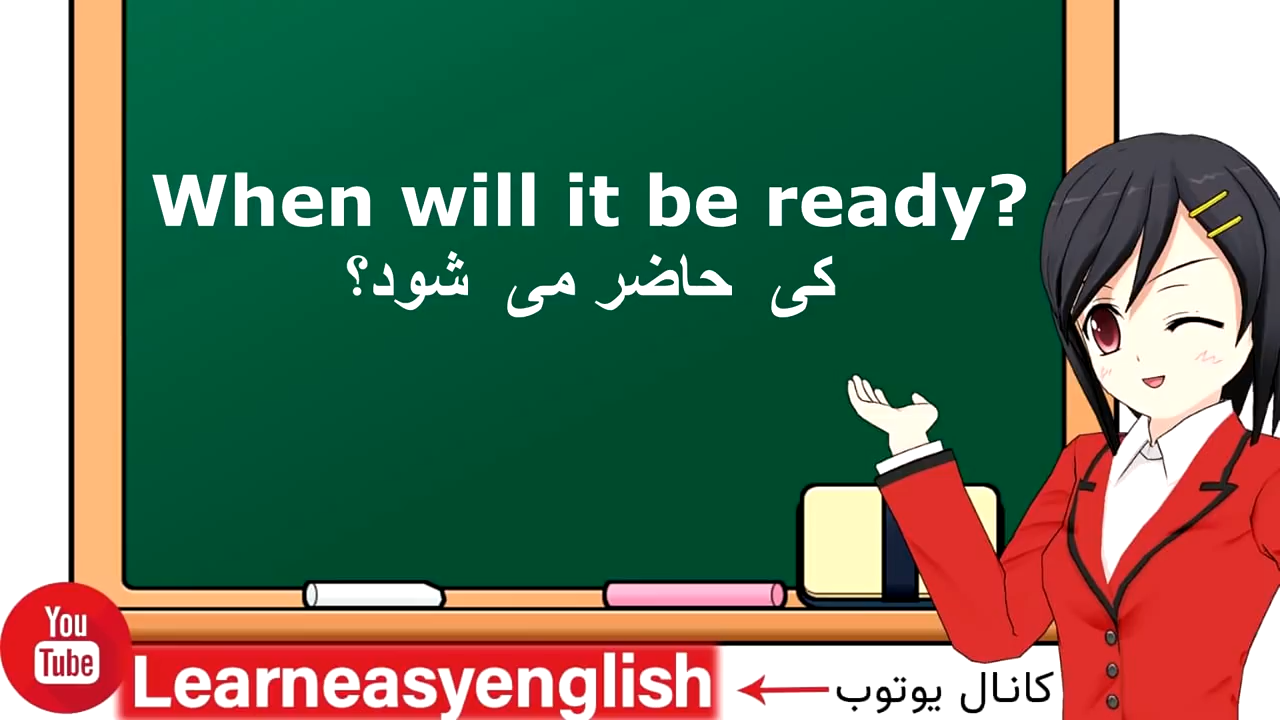 When will it be ready?
کی حاضر می شود؟
You
Tube
Learneasyenglish
کانال یوتوب